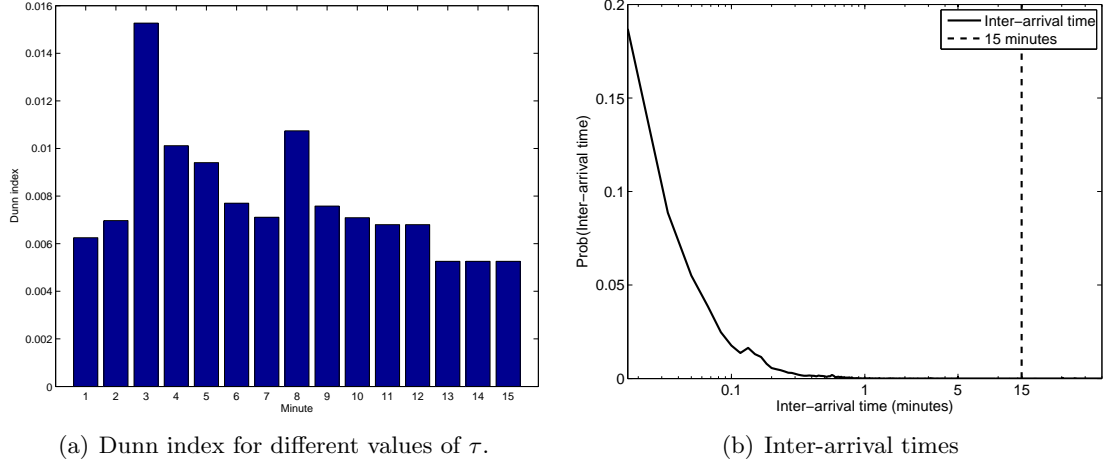 0.016
0.014
0.012
0.01
0.008
0.006
0.004
0.002
0
Dunn index
1 2 3 4 5 6 7 8 9 10 11 12 13 14 15
Minute
(a) Dunn index for different values of τ.
0.2
0.15
0.1
0.05
0
Prob(Inter−arrival time)
Inter−arrival time
15 minutes
0.1 1 5 15
Inter−arrival time (minutes)
(b) Inter-arrival times